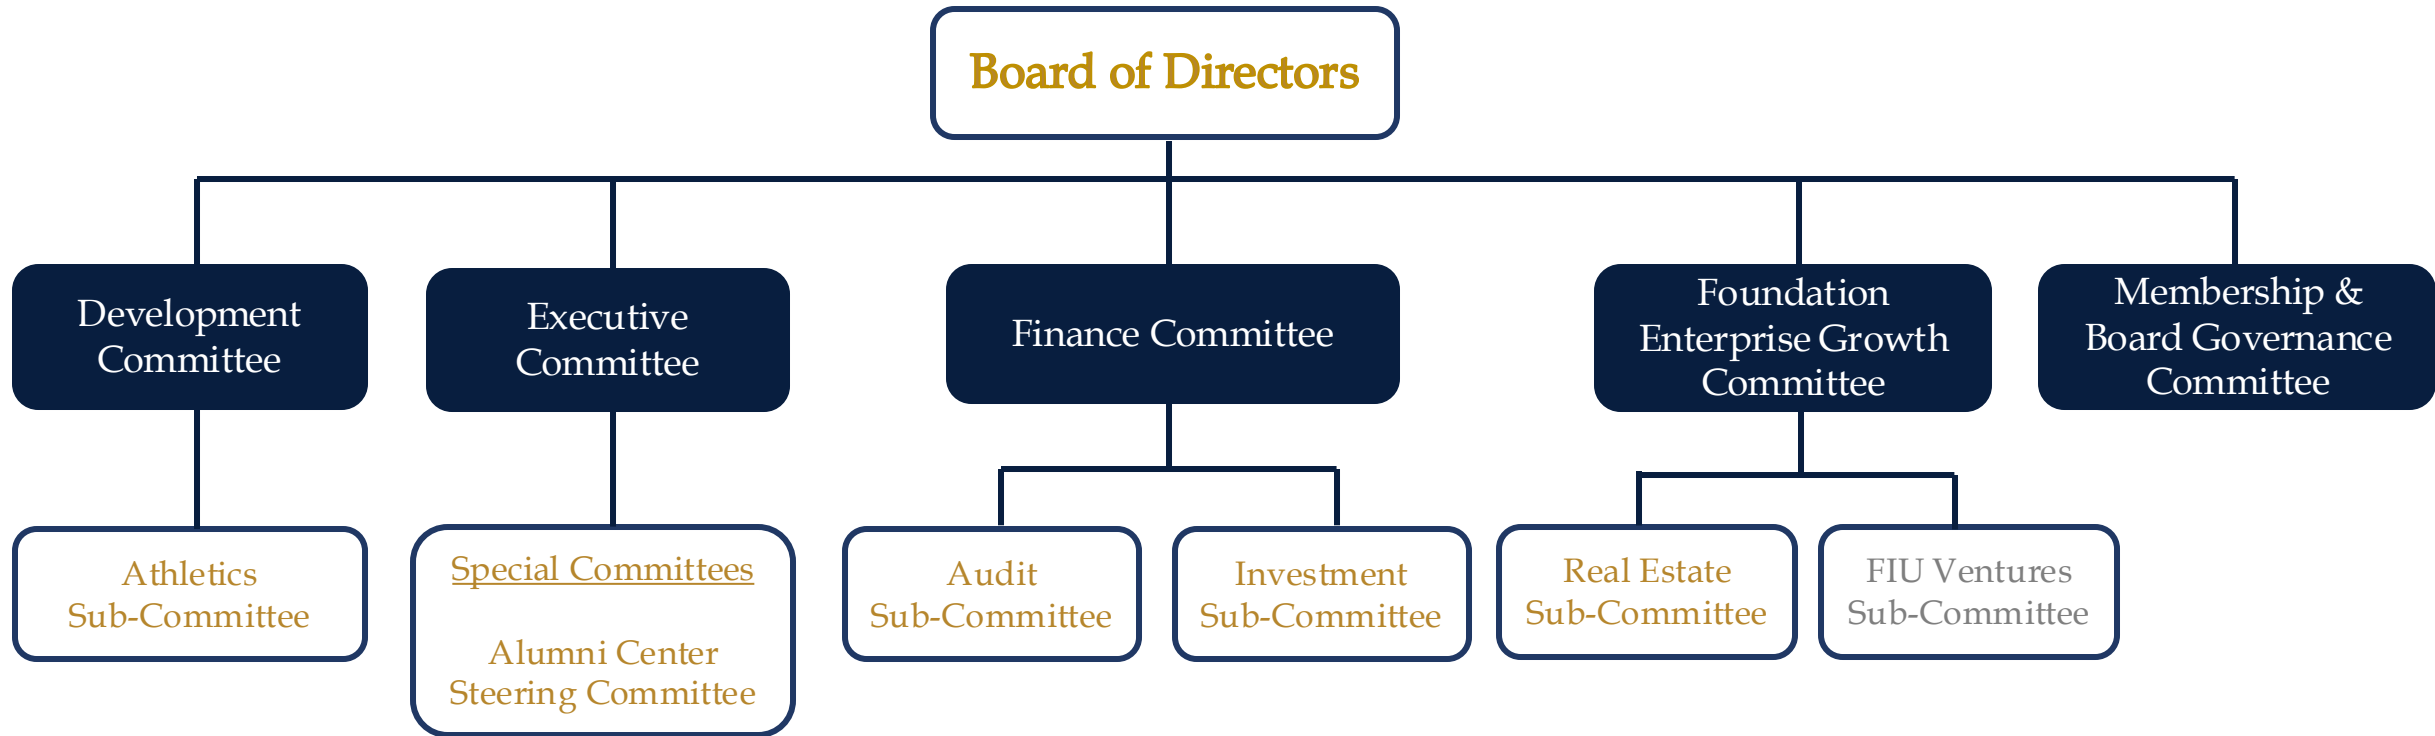 Board of Directors
Development
Committee
Executive
Committee
Finance Committee
Foundation
Enterprise Growth
Committee
Membership &
Board Governance
Committee
Athletics
Sub-Committee
Special Committees
Alumni Center
Steering Committee
Audit
Sub-Committee
Investment
Sub-Committee
Real Estate
Sub-Committee
FIU Ventures
Sub-Committee